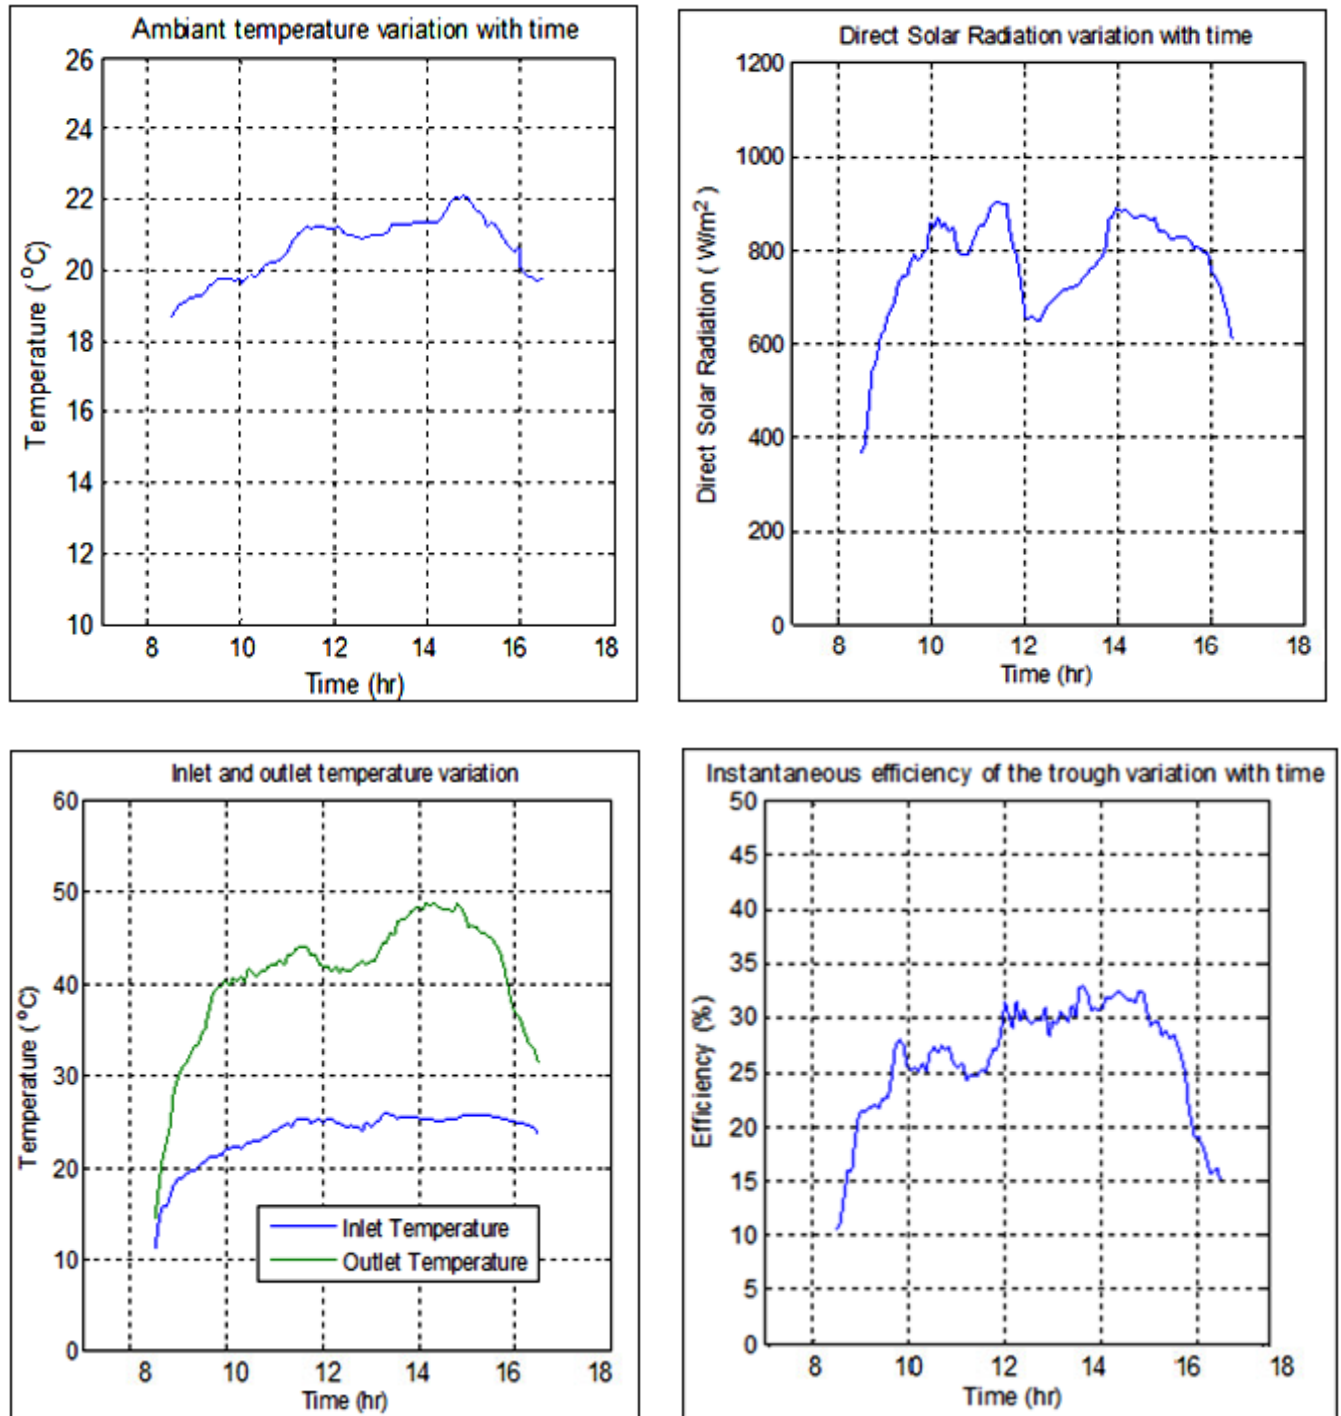 Ambiant temperature variation with time
26
24
22
20
18
16
14
12
10
Temperature (°C)
8 10 12 14 16 18
Time (hr)
Direct Solar Radiation variation with time
1200
1000
800
600
400
200
0
Direct Solar Radiation ( W/m²)
8 10 12 14 16 18
Time (hr)
Inlet and outlet temperature variation
60
50
40
30
20
10
0
Temperature (°C)
Inlet Temperature
Outlet Temperature
8 10 12 14 16 18
Time (hr)
Instantaneous efficiency of the trough variation with time
50
45
40
35
30
25
20
15
10
5
0
Efficiency (%)
8 10 12 14 16 18
Time (hr)